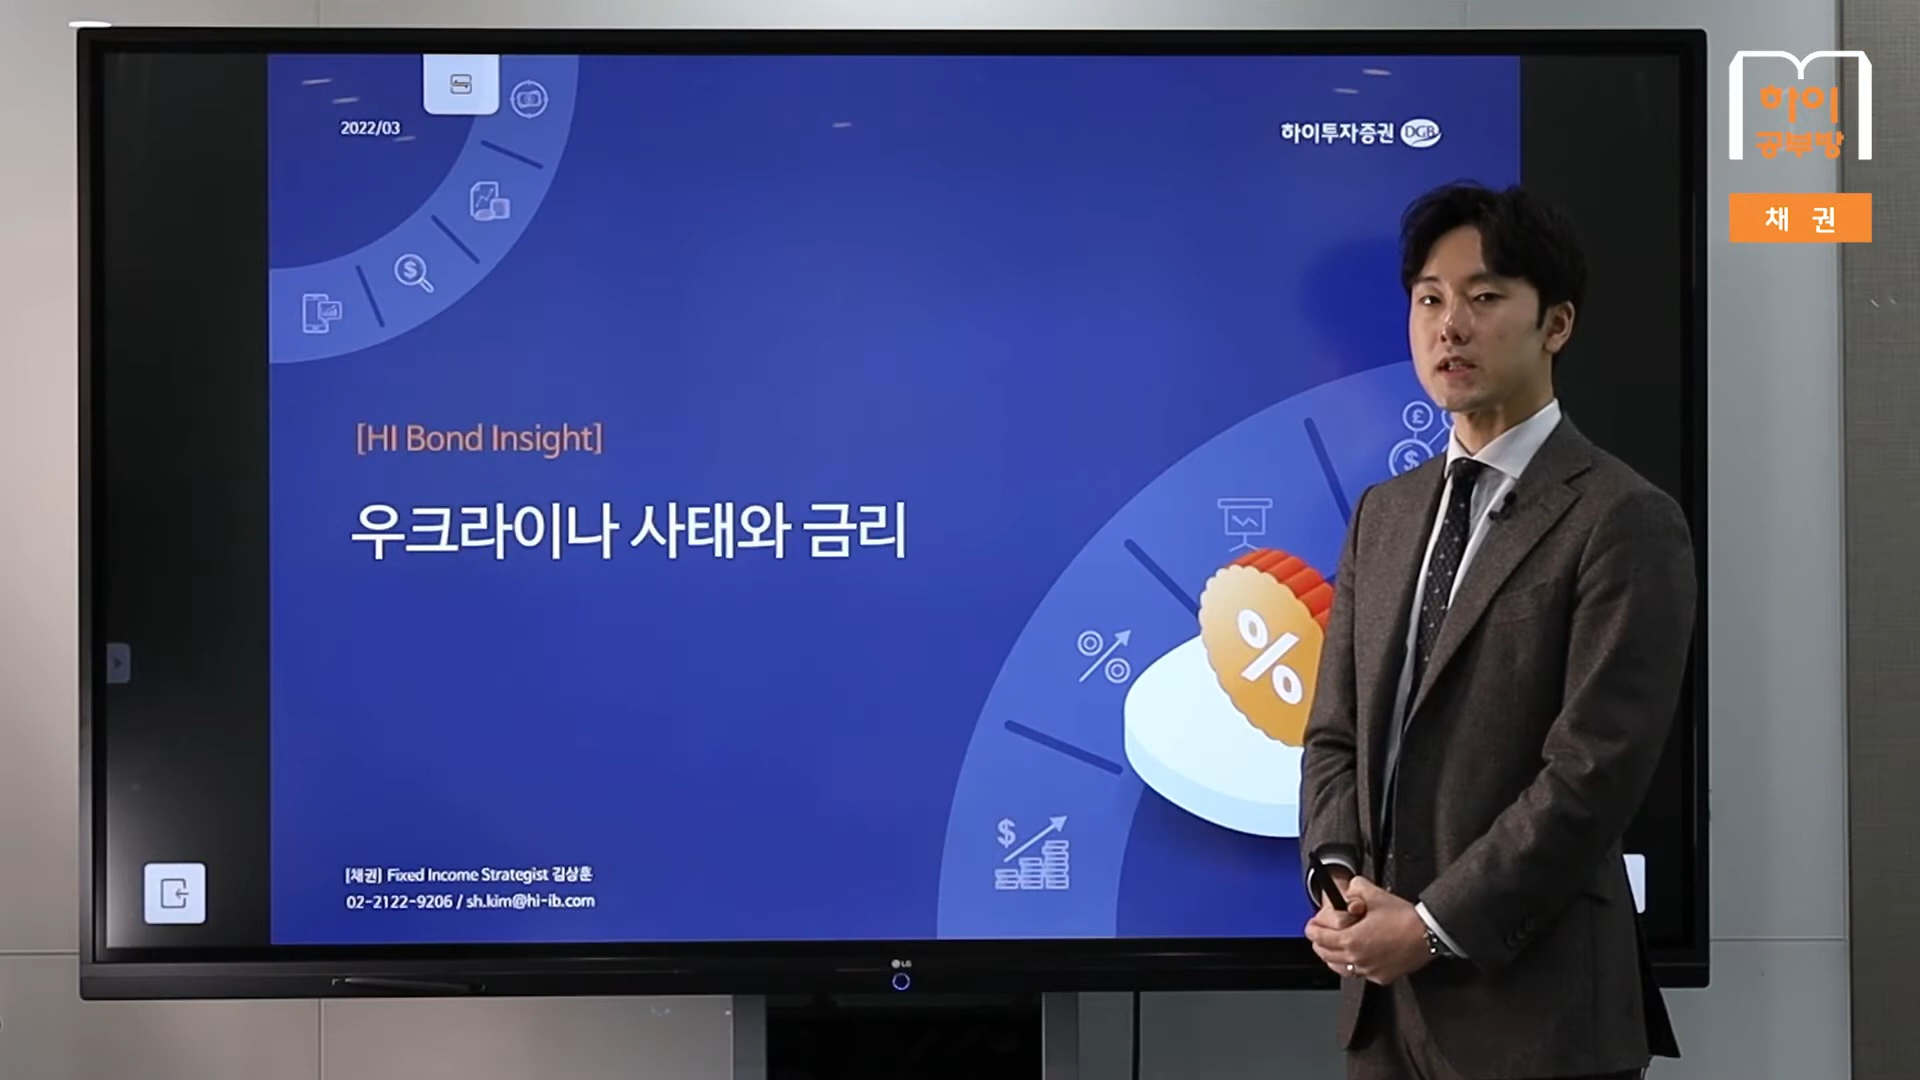 2022/03
하이투자증권 DGB
하이
공부방
채 권
[HI Bond Insight]
우크라이나 사태와 금리
[채권] Fixed Income Strategist 김상훈
02-2122-9206 / sh.kim@hi-ib.com
LG